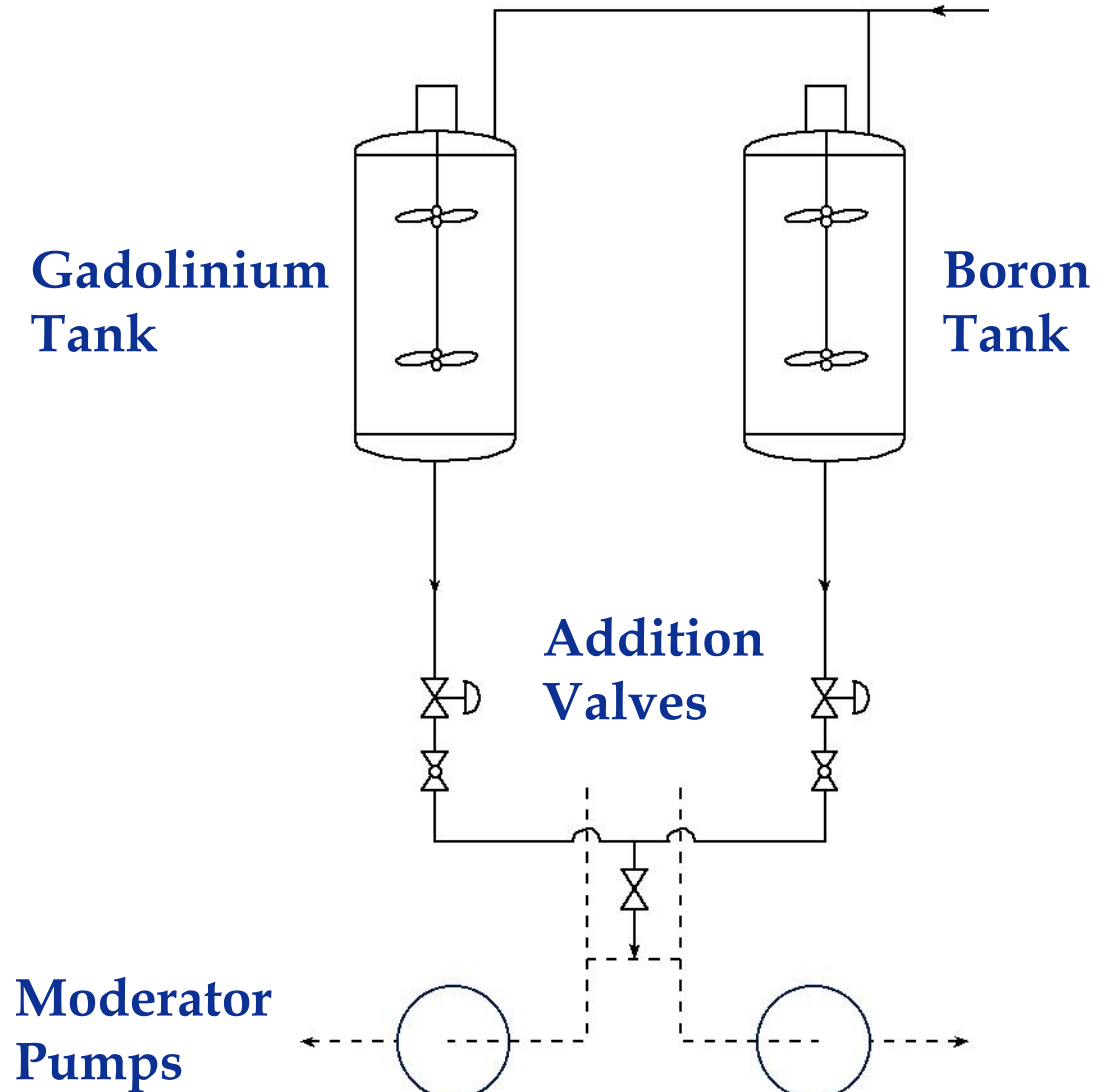 Gadolinium
Tank
Boron
Tank
Addition
Valves
Moderator
Pumps